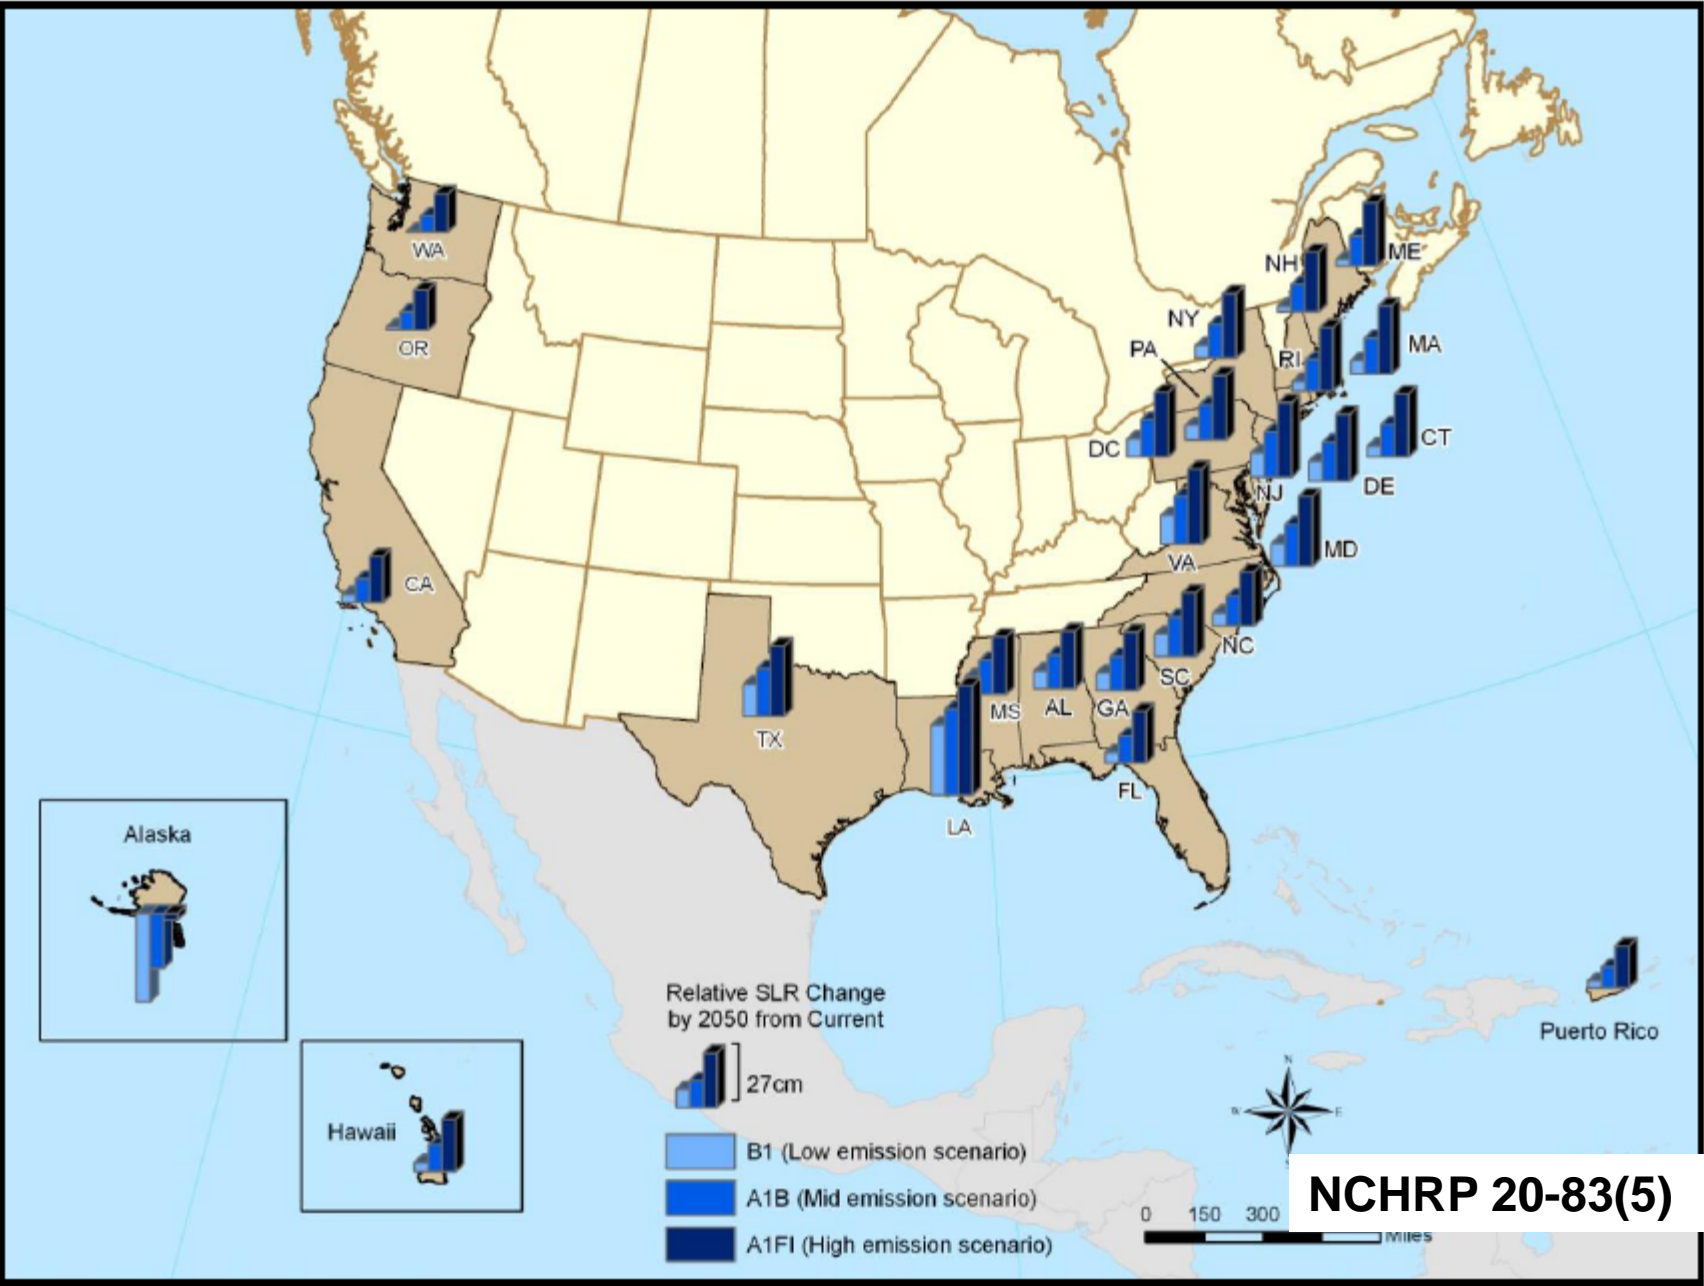 WA
OR
CA
TX
LA
MS
AL
GA
FL
SC
NC
VA
MD
DE
NJ
DC
PA
NY
CT
RI
MA
NH
ME
Alaska
Hawaii
Puerto Rico
Relative SLR Change
by 2050 from Current
27cm
B1 (Low emission scenario)
A1B (Mid emission scenario)
A1FI (High emission scenario)
N
W
E
0 150 300
Miles
NCHRP 20-83(5)